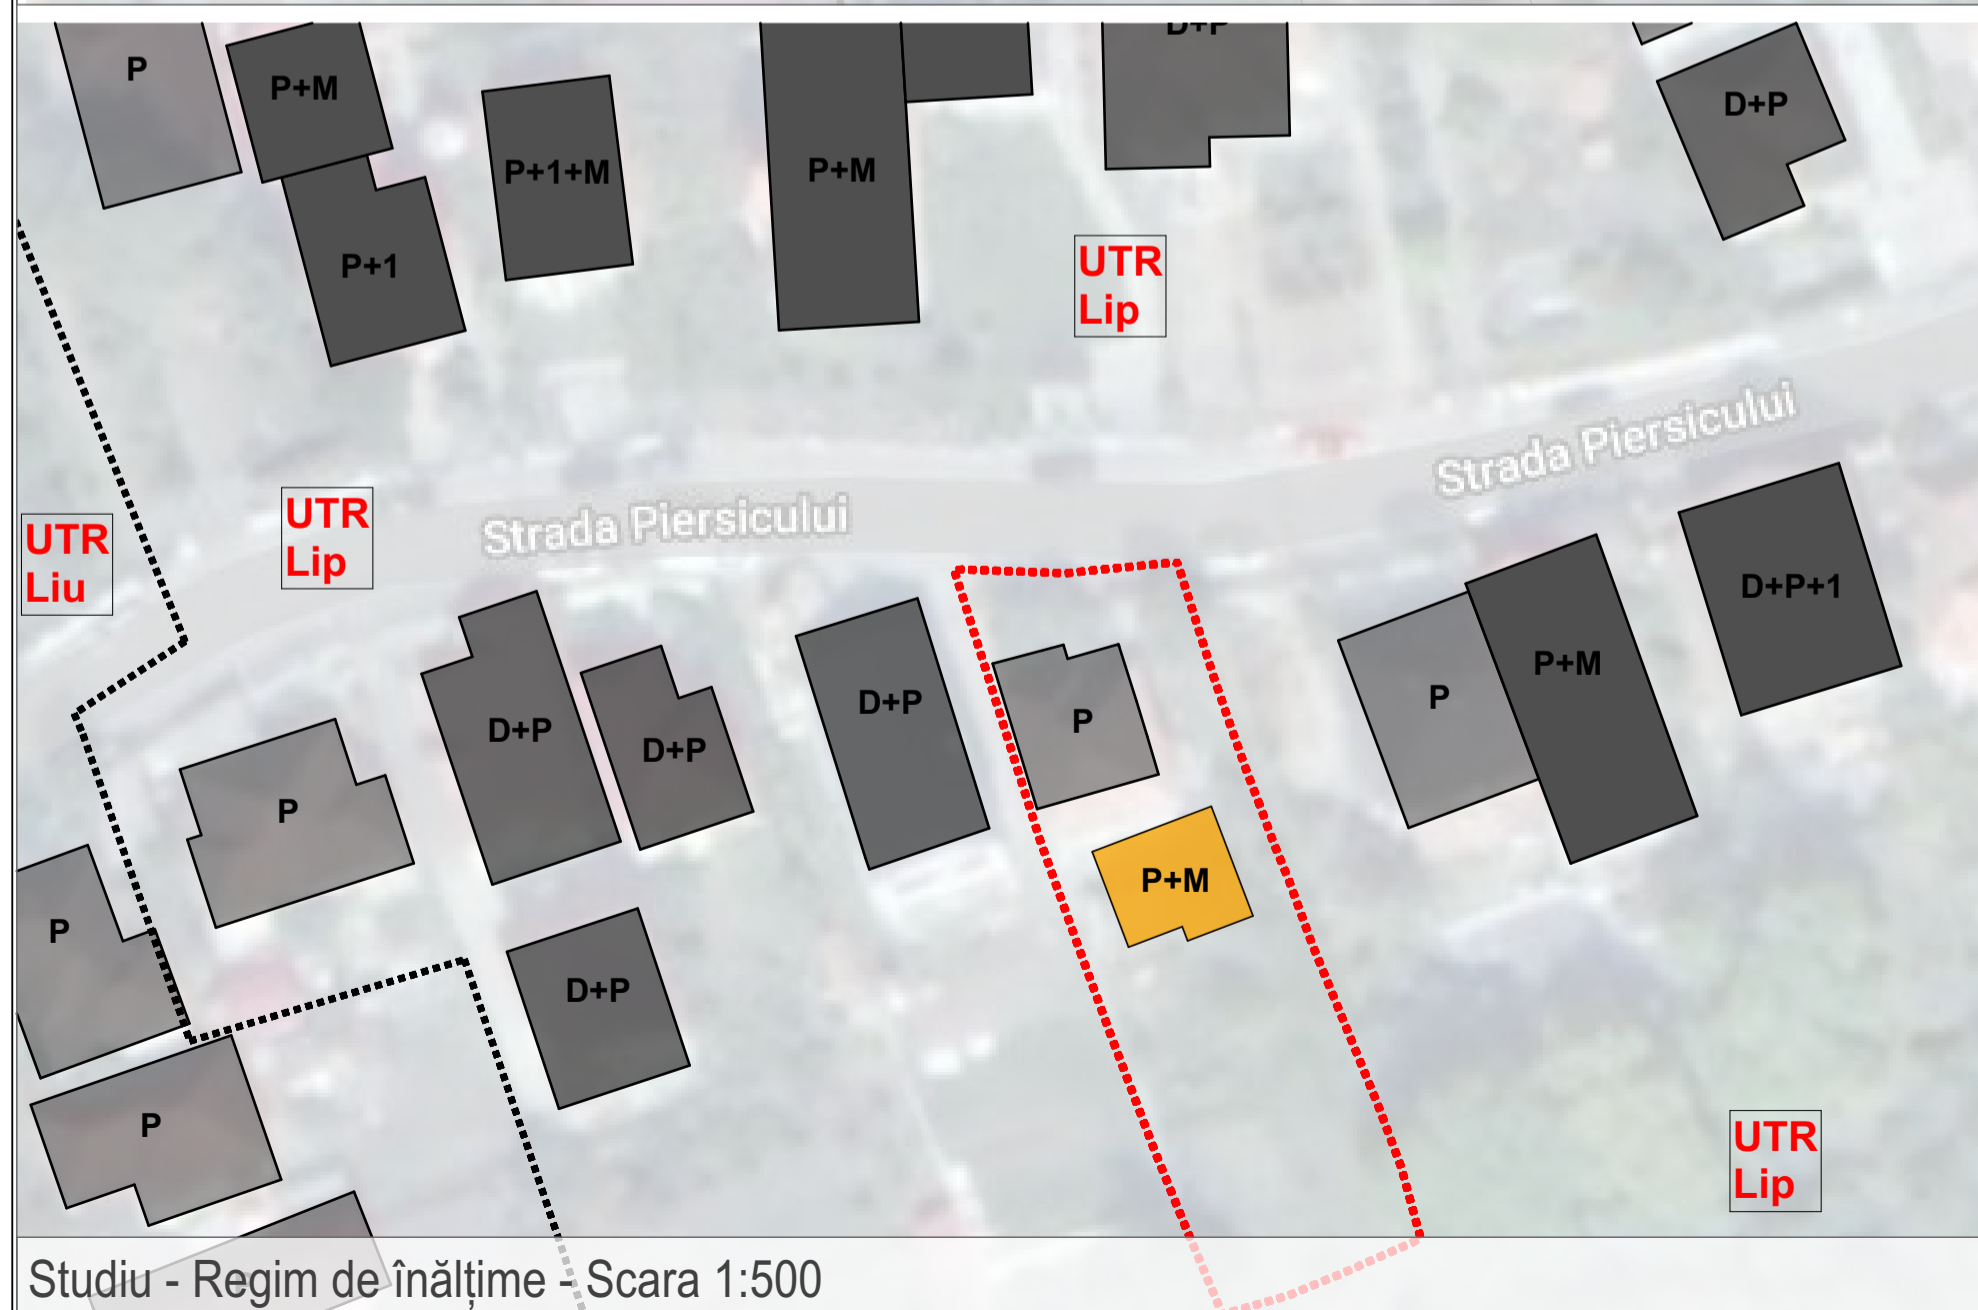 D+P
P
P+M
D+P
P+1+M
P+M
P+1
UTR
Lip
Strada Piersicului
UTR
Lip
Strada Piersicului
UTR
Liu
D+P+1
P+M
P
D+P
P
D+P
D+P
P
P+M
P
D+P
P
UTR
Lip
Studiu - Regim de înălțime - Scara 1:500